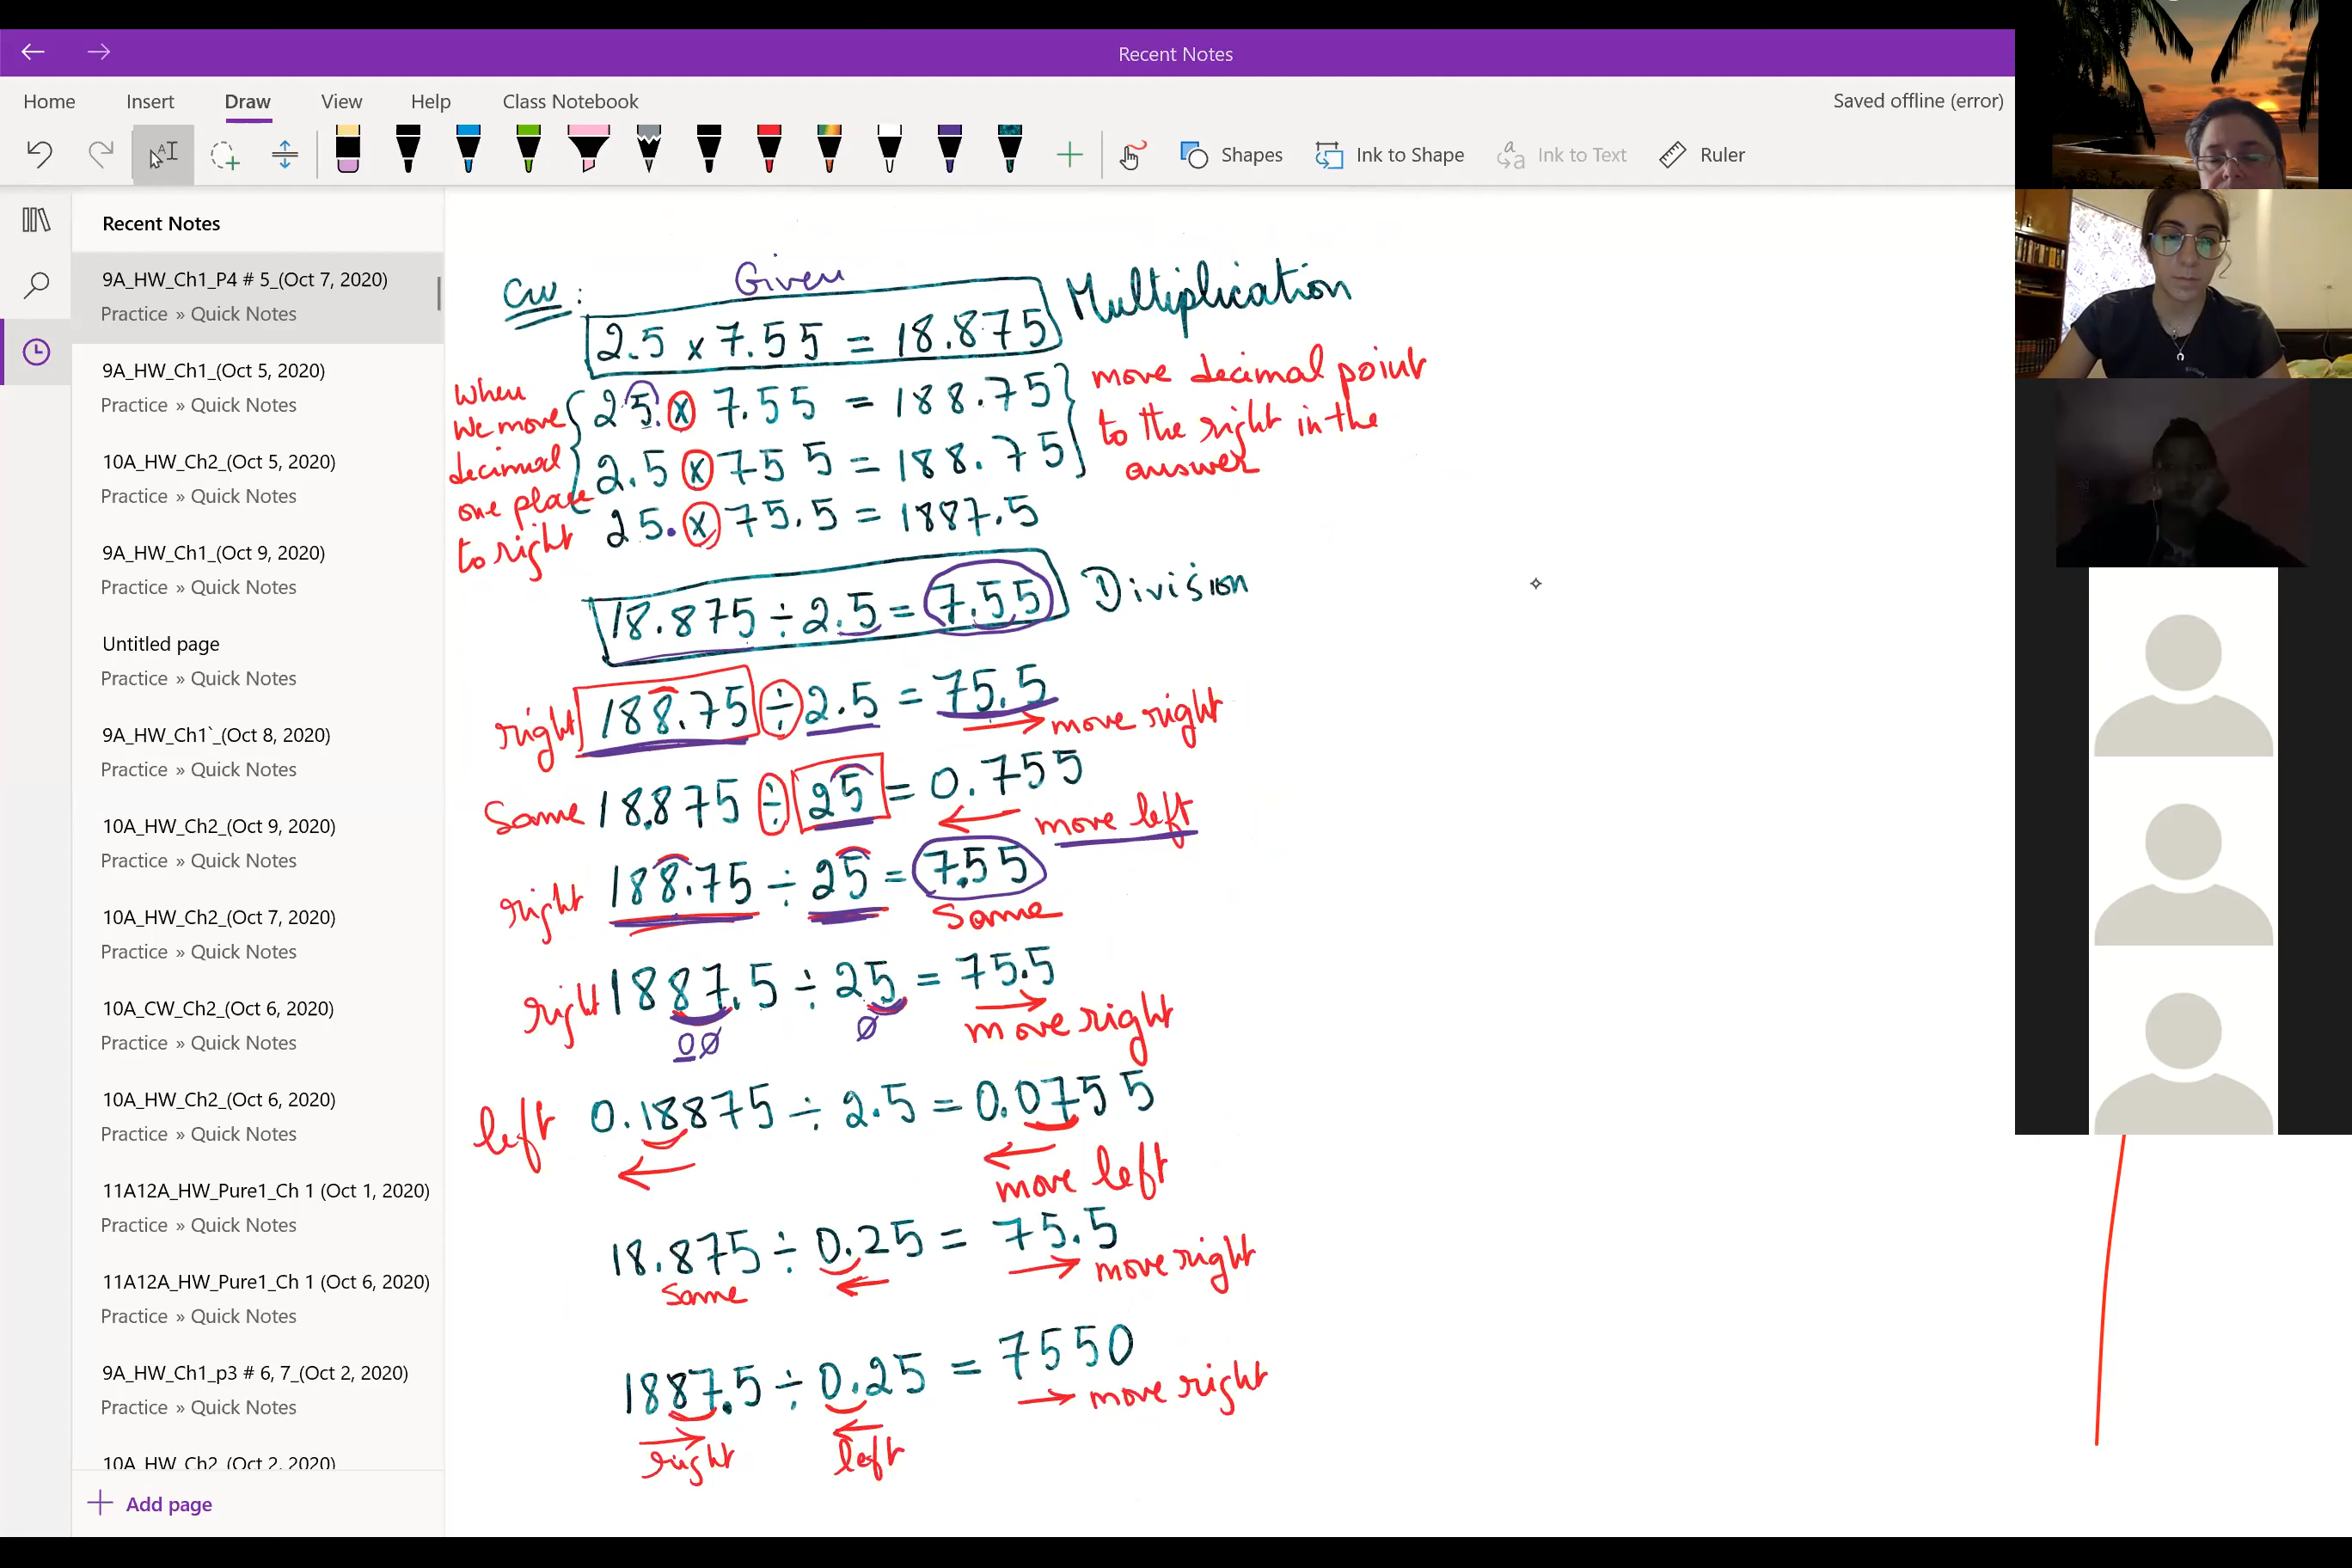 Recent Notes
Home Insert Draw View Help Class Notebook Saved offline (error)
Shapes Ink to Shape Ink to Text Ruler
Recent Notes
9A_HW_Ch1_P4 # 5_(Oct 7, 2020)
Practice » Quick Notes
9A_HW_Ch1_(Oct 5, 2020)
Practice » Quick Notes
10A_HW_Ch2_(Oct 5, 2020)
Practice » Quick Notes
9A_HW_Ch1_(Oct 9, 2020)
Practice » Quick Notes
Untitled page
Practice » Quick Notes
9A_HW_Ch1`_(Oct 8, 2020)
Practice » Quick Notes
10A_HW_Ch2_(Oct 9, 2020)
Practice » Quick Notes
10A_HW_Ch2_(Oct 7, 2020)
Practice » Quick Notes
10A_CW_Ch2_(Oct 6, 2020)
Practice » Quick Notes
10A_HW_Ch2_(Oct 6, 2020)
Practice » Quick Notes
11A12A_HW_Pure1_Ch 1 (Oct 1, 2020)
Practice » Quick Notes
11A12A_HW_Pure1_Ch 1 (Oct 6, 2020)
Practice » Quick Notes
9A_HW_Ch1_p3 # 6, 7_(Oct 2, 2020)
Practice » Quick Notes
10A_HW_Ch2_(Oct 2, 2020)
Add page
CW : Given
2.5 x 7.55 = 18.875 Multiplication
When we move decimal one place to right
25. x 7.55 = 188.75
2.5 x 75 5 = 188.75
move decimal point
to the right in the
answer
25. x 75.5 = 1887.5
18.875 ÷ 2.5 = 7.55 Division
right 188.75 ÷ 2.5 = 75.5
move right
Same 18.875 ÷ 25 = 0.755
move left
right 188.75 ÷ 25 = 7.55
Same
right 1887.5 ÷ 25 = 75.5
00 0
move right
left 0.18875 ÷ 2.5 = 0.0755
move left
18.875 ÷ 0.25 = 75.5
Same move right
1887.5 ÷ 0.25 = 7550
move right
right left